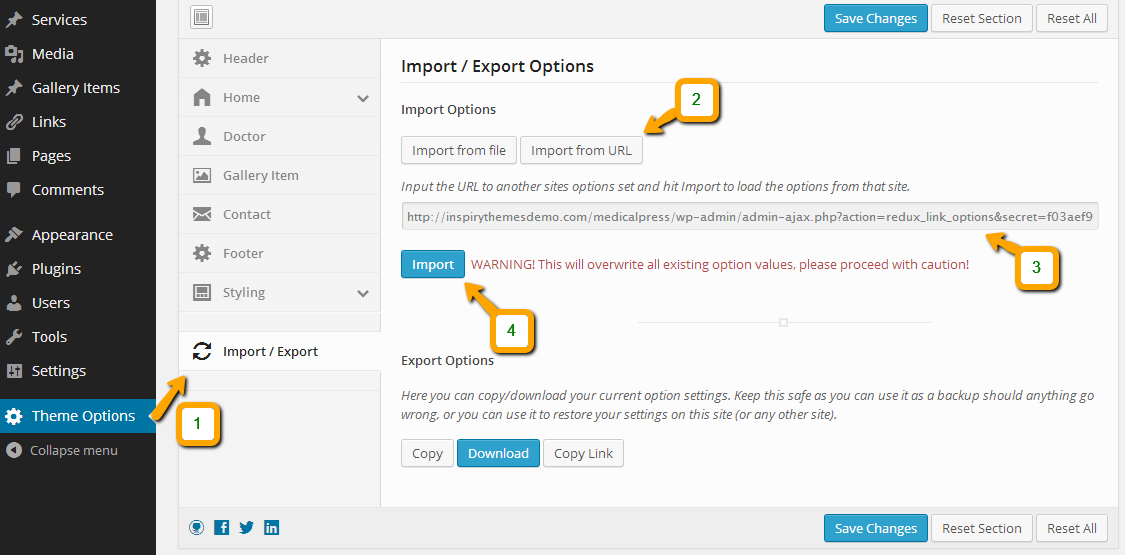 Services
Media
Gallery Items
Links
Pages
Comments
Appearance
Plugins
Users
Tools
Settings
Theme Options
Collapse menu
Save Changes Reset Section Reset All
Header
Home
Doctor
Gallery Item
Contact
Footer
Styling
Import / Export
1
Import / Export Options
Import Options
2
Import from file Import from URL
Input the URL to another sites options set and hit Import to load the options from that site.
http://inspirythemesdemo.com/medicalpress/wp-admin/admin-ajax.php?action=redux_link_options&secret=f03aef9
3
Import WARNING! This will overwrite all existing option values, please proceed with caution!
4
Export Options
Here you can copy/download your current option settings. Keep this safe as you can use it as a backup should anything go
wrong, or you can use it to restore your settings on this site (or any other site).
Copy Download Copy Link
Save Changes Reset Section Reset All